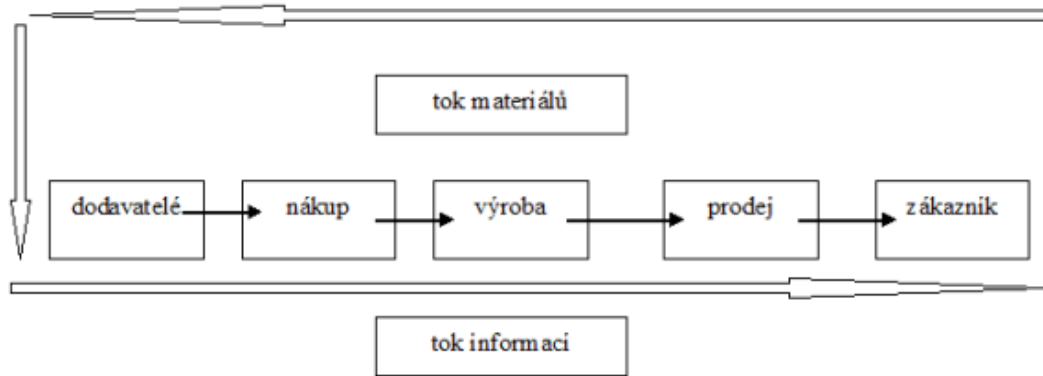 tok materiálů
dodavatelé nákup výroba prodej zákazník
tok informací